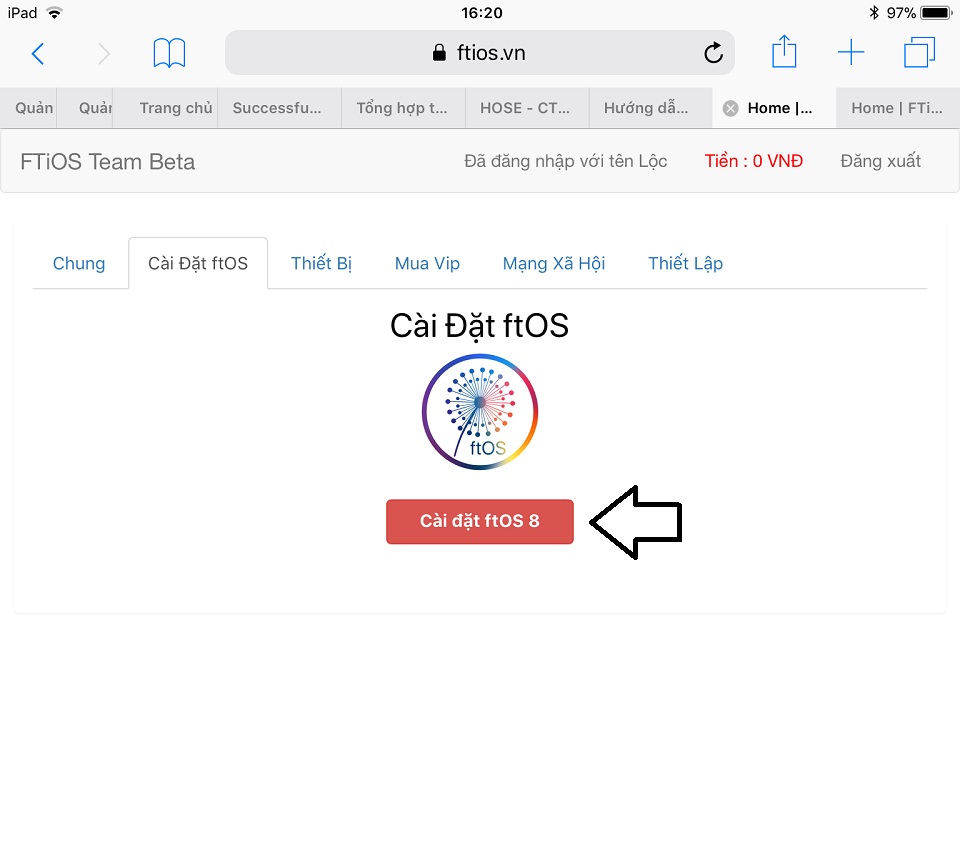 iPad 16:20 97%
ftios.vn
Quản Quản Trang chủ Successfu... Tổng hợp t... HOSE - CT... Hướng dẫ... Home |... Home | FTi...
FTiOS Team Beta Đã đăng nhập với tên Lộc Tiền : 0 VNĐ Đăng xuất
Chung Cài Đặt ftOS Thiết Bị Mua Vip Mạng Xã Hội Thiết Lập
Cài Đặt ftOS
ftOS
Cài đặt ftOS 8